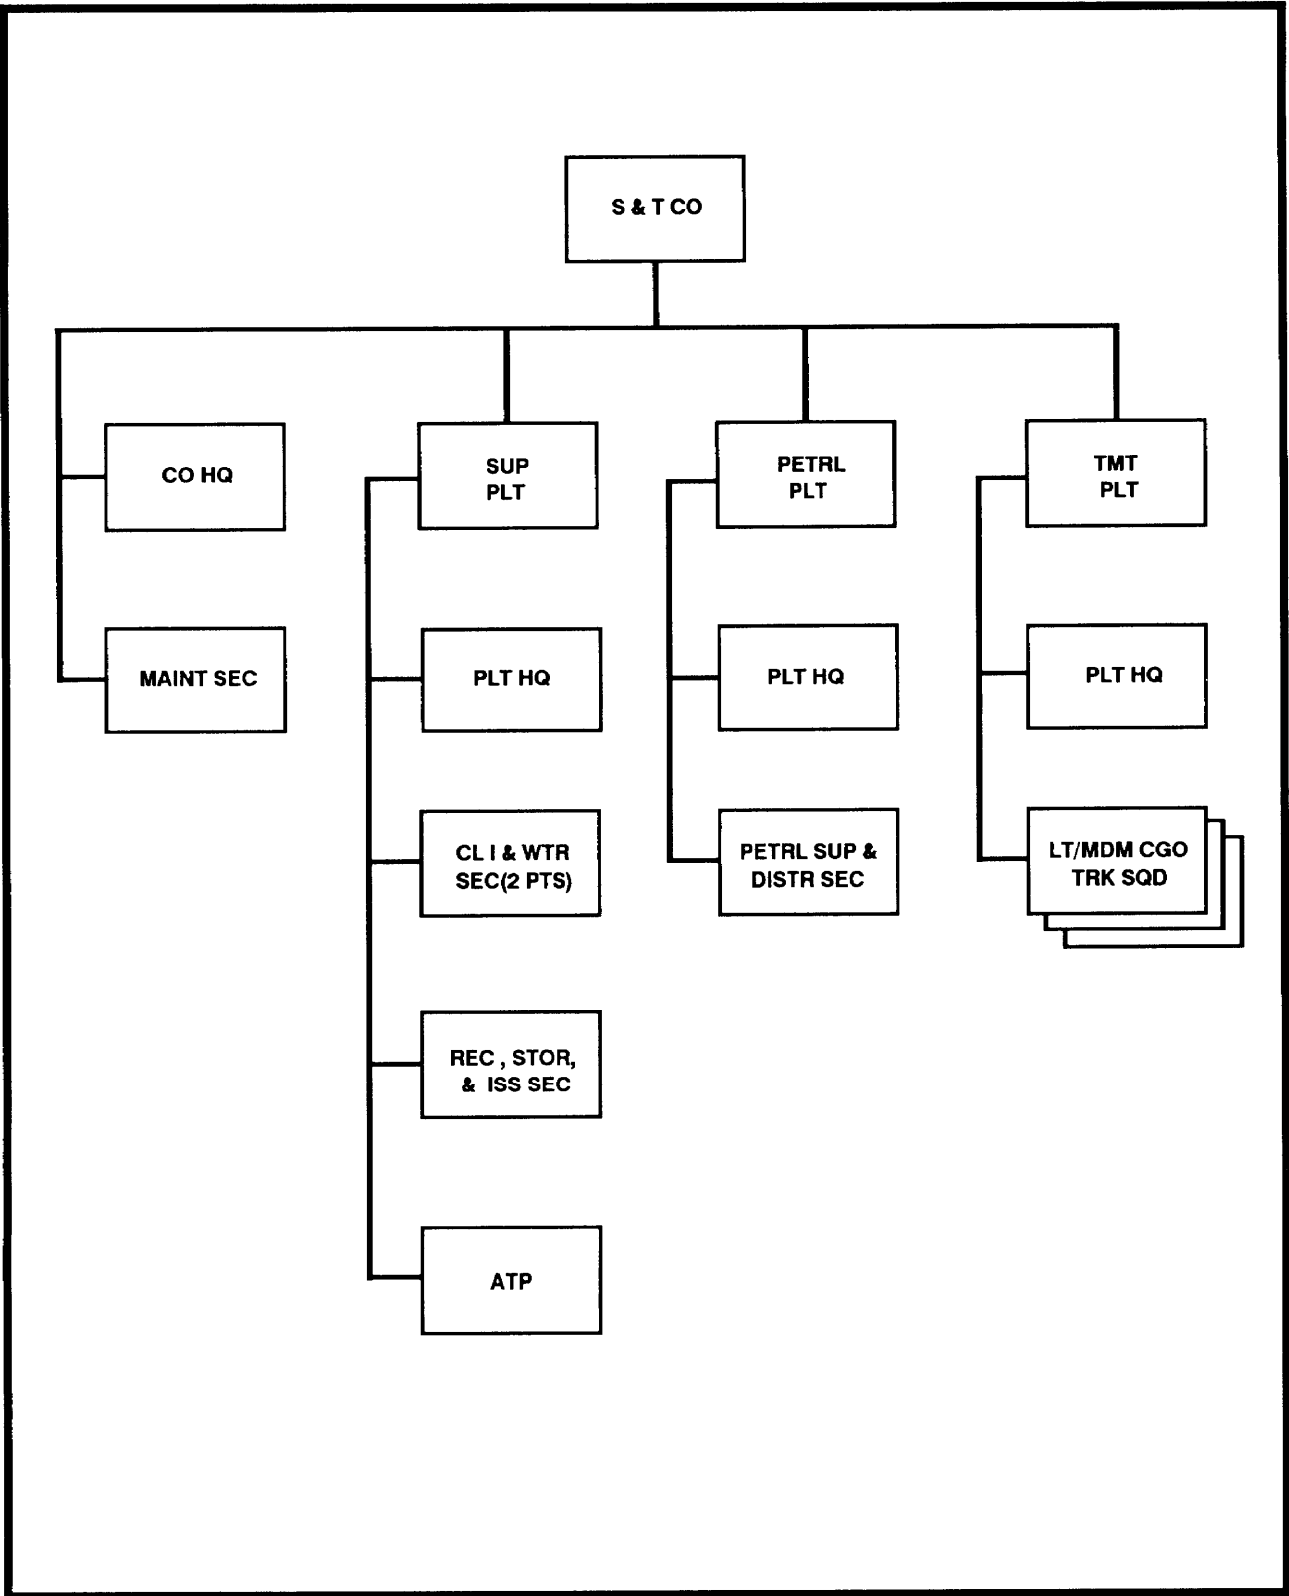 S & T CO
CO HQ
SUP
PLT
PETRL
PLT
TMT
PLT
MAINT SEC
PLT HQ
PLT HQ
PLT HQ
CL I & WTR
SEC(2 PTS)
PETRL SUP &
DISTR SEC
LT/MDM CGO
TRK SQD
REC , STOR,
& ISS SEC
ATP